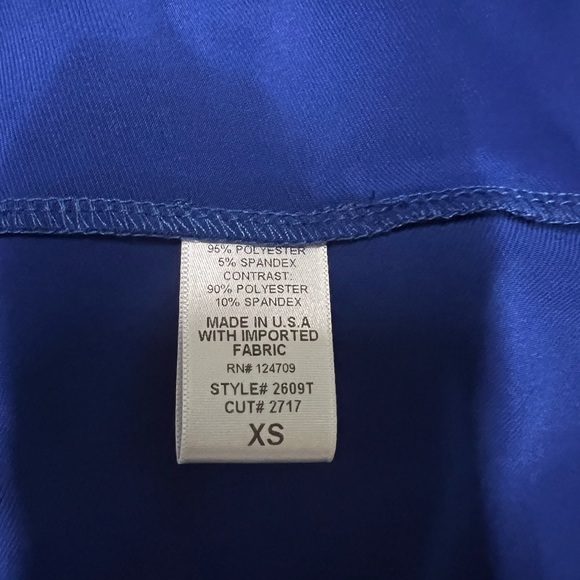 95% POLYESTER
5% SPANDEX
CONTRAST:
90% POLYESTER
10% SPANDEX
MADE IN U.S.A
WITH IMPORTED
FABRIC
RN# 124709
STYLE# 2609T
CUT# 2717
XS